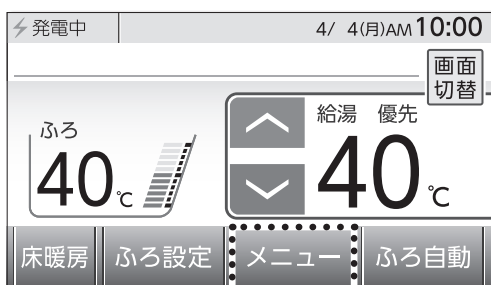 発電中 4/ 4(月)AM10:00
画面
切替
ふろ
40℃
給湯 優先
40℃
床暖房 ふろ設定 メニュー ふろ自動